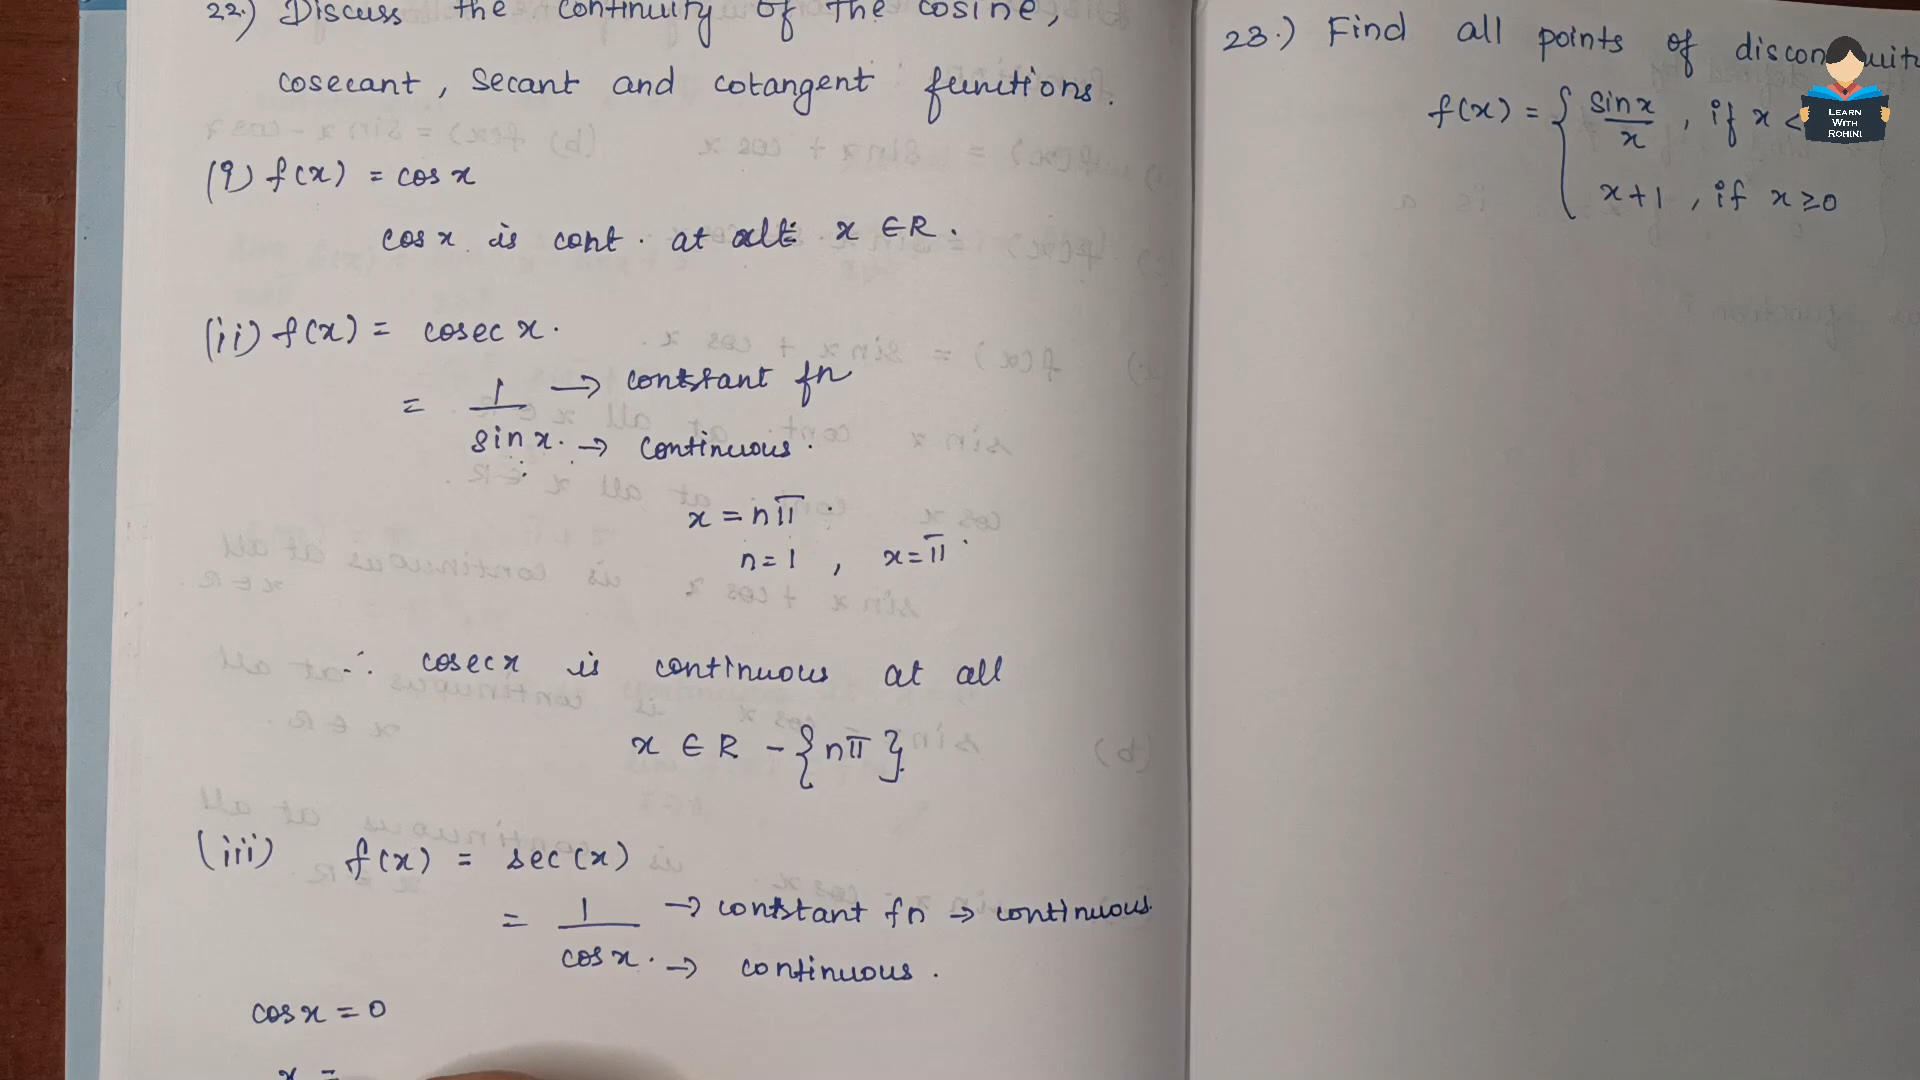 22.) Discuss the continuity of the cosine,
cosecant, secant and cotangent functions.
(i) f(x) = cos x
cos x is cont. at all x ∈ R.
(ii) f(x) = cosec x.
= 1/sin x. → constant fn
→ continuous.
x = nπ.
n = 1, x = π.
∴ cosec x is continuous at all
x ∈ R - {nπ}.
(iii) f(x) = sec(x)
= 1/cos x. → constant fn → continuous.
→ continuous.
cos x = 0
x =
23.) Find all points of
f(x) = { sin x / x, if x <
x+1, if x ≥ 0
LEARN
WITH
ROHINI